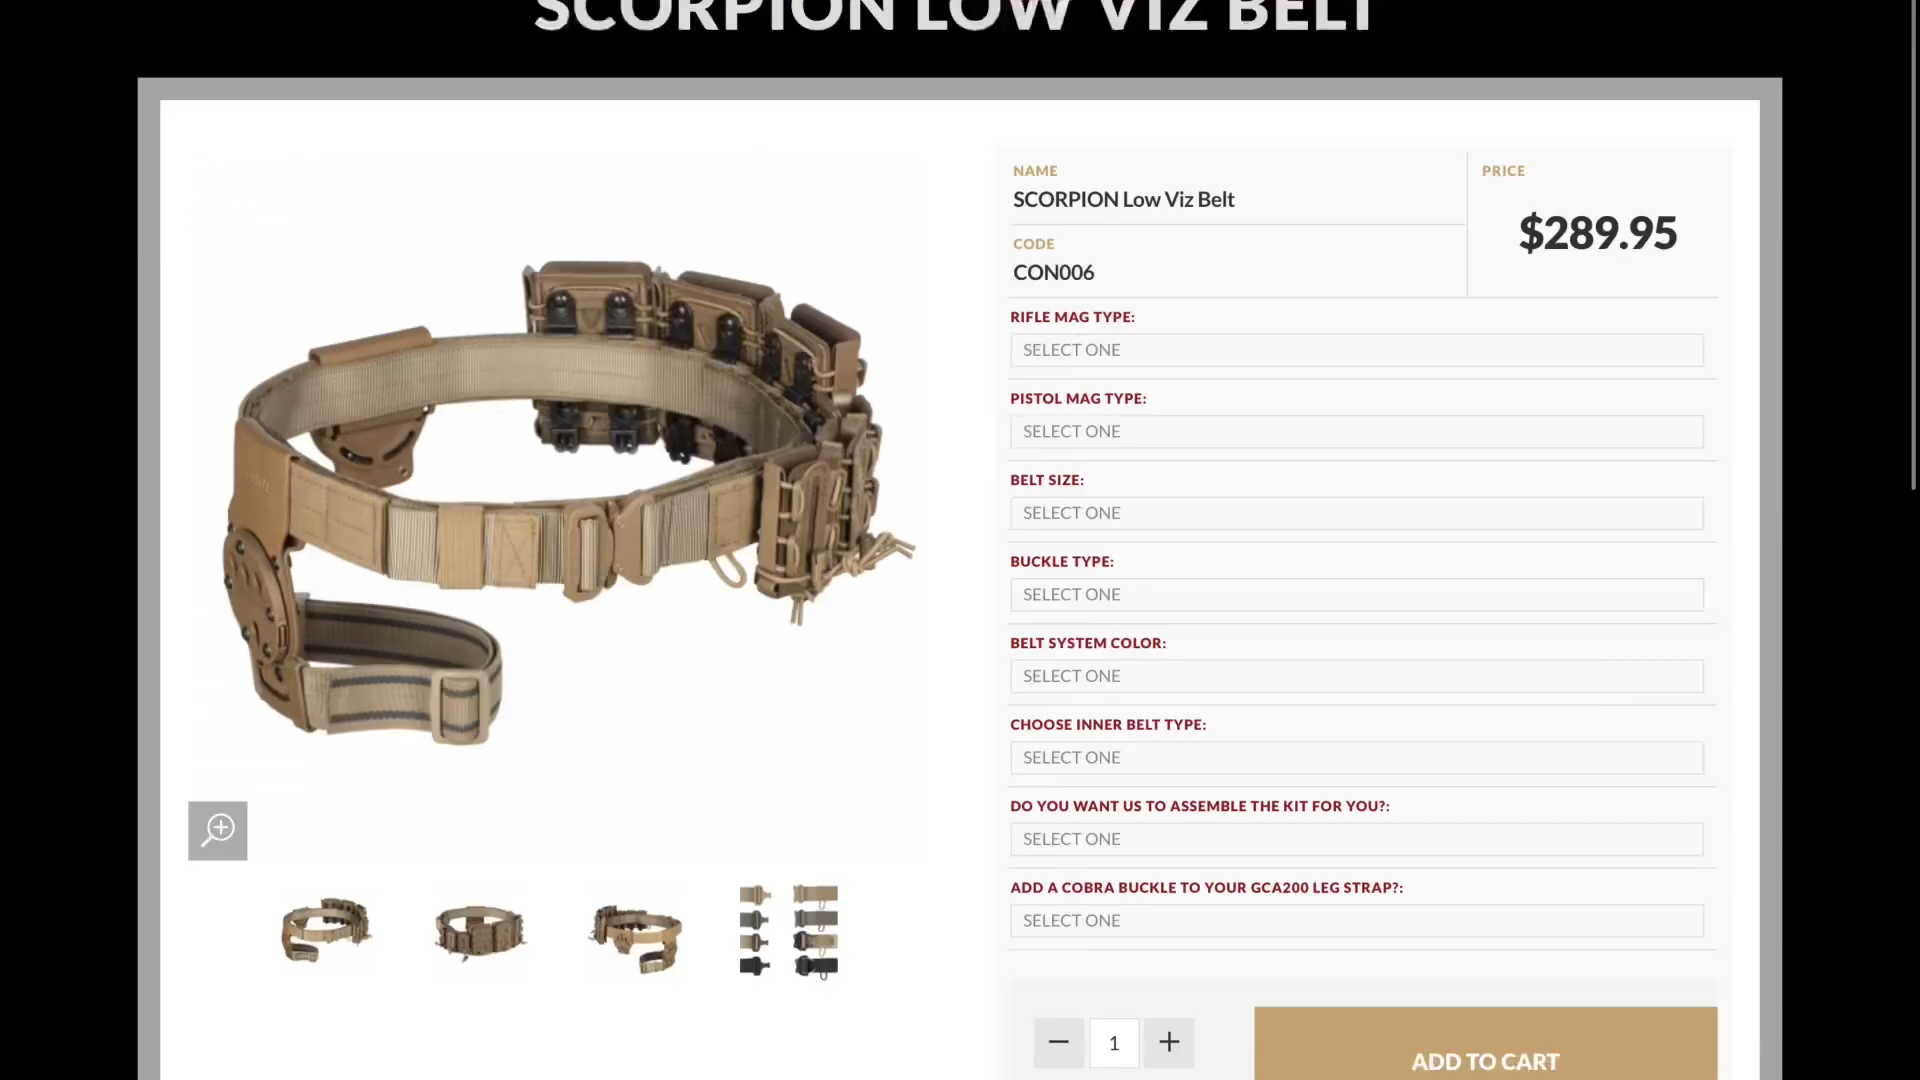 SCORPION LOW VIZ BELT
NAME
SCORPION Low Viz Belt
CODE
CON006
PRICE
$289.95
RIFLE MAG TYPE:
SELECT ONE
PISTOL MAG TYPE:
SELECT ONE
BELT SIZE:
SELECT ONE
BUCKLE TYPE:
SELECT ONE
BELT SYSTEM COLOR:
SELECT ONE
CHOOSE INNER BELT TYPE:
SELECT ONE
DO YOU WANT US TO ASSEMBLE THE KIT FOR YOU?:
SELECT ONE
ADD A COBRA BUCKLE TO YOUR GCA200 LEG STRAP?:
SELECT ONE
− 1 +
ADD TO CART